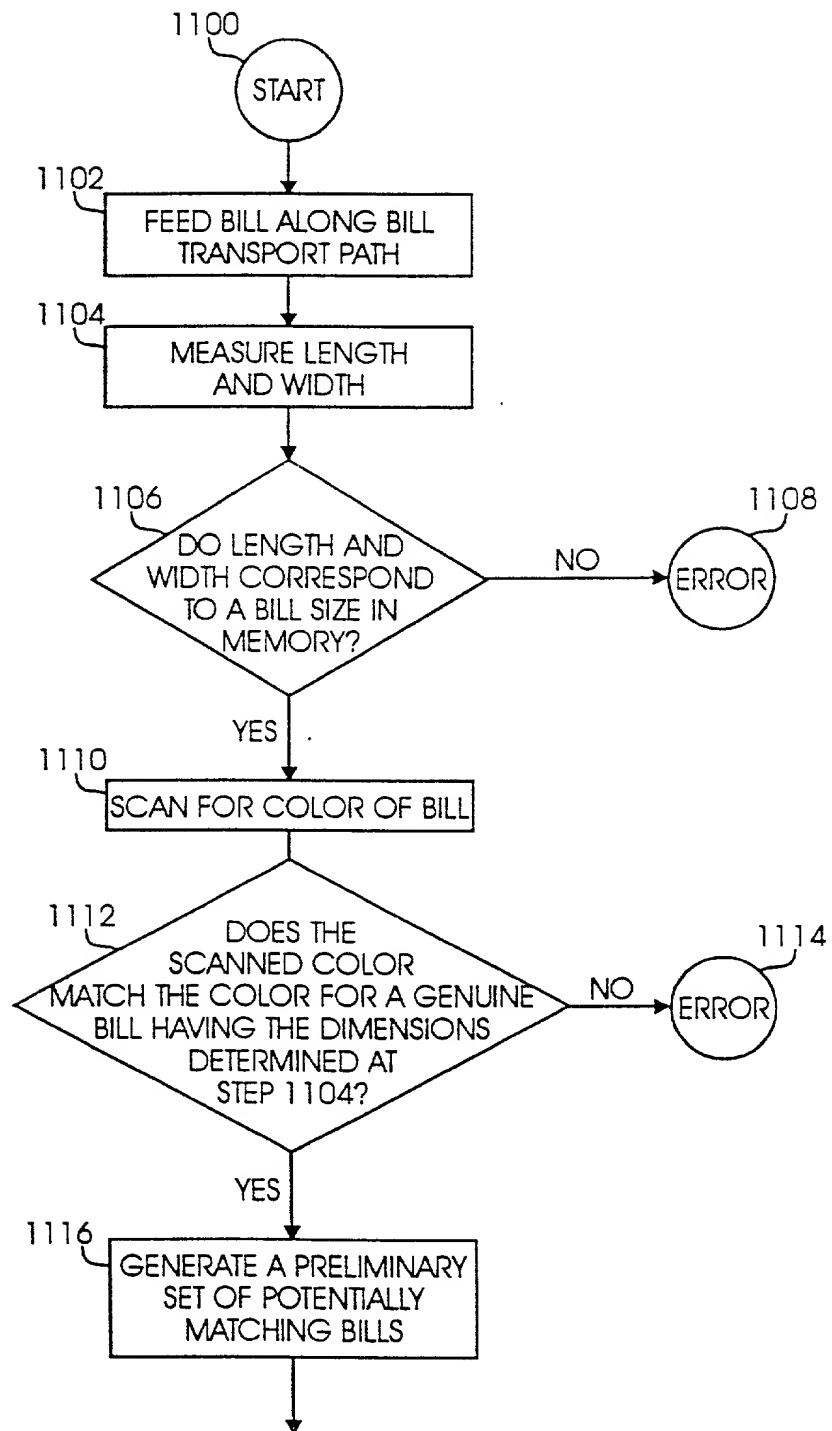 1100
START
1102
FEED BILL ALONG BILL
TRANSPORT PATH
1104
MEASURE LENGTH
AND WIDTH
1106
DO LENGTH AND
WIDTH CORRESPOND
TO A BILL SIZE IN
MEMORY?
NO
1108
ERROR
YES
1110
SCAN FOR COLOR OF BILL
1112
DOES THE
SCANNED COLOR
MATCH THE COLOR FOR A GENUINE
BILL HAVING THE DIMENSIONS
DETERMINED AT
STEP 1104?
NO
1114
ERROR
YES
1116
GENERATE A PRELIMINARY
SET OF POTENTIALLY
MATCHING BILLS